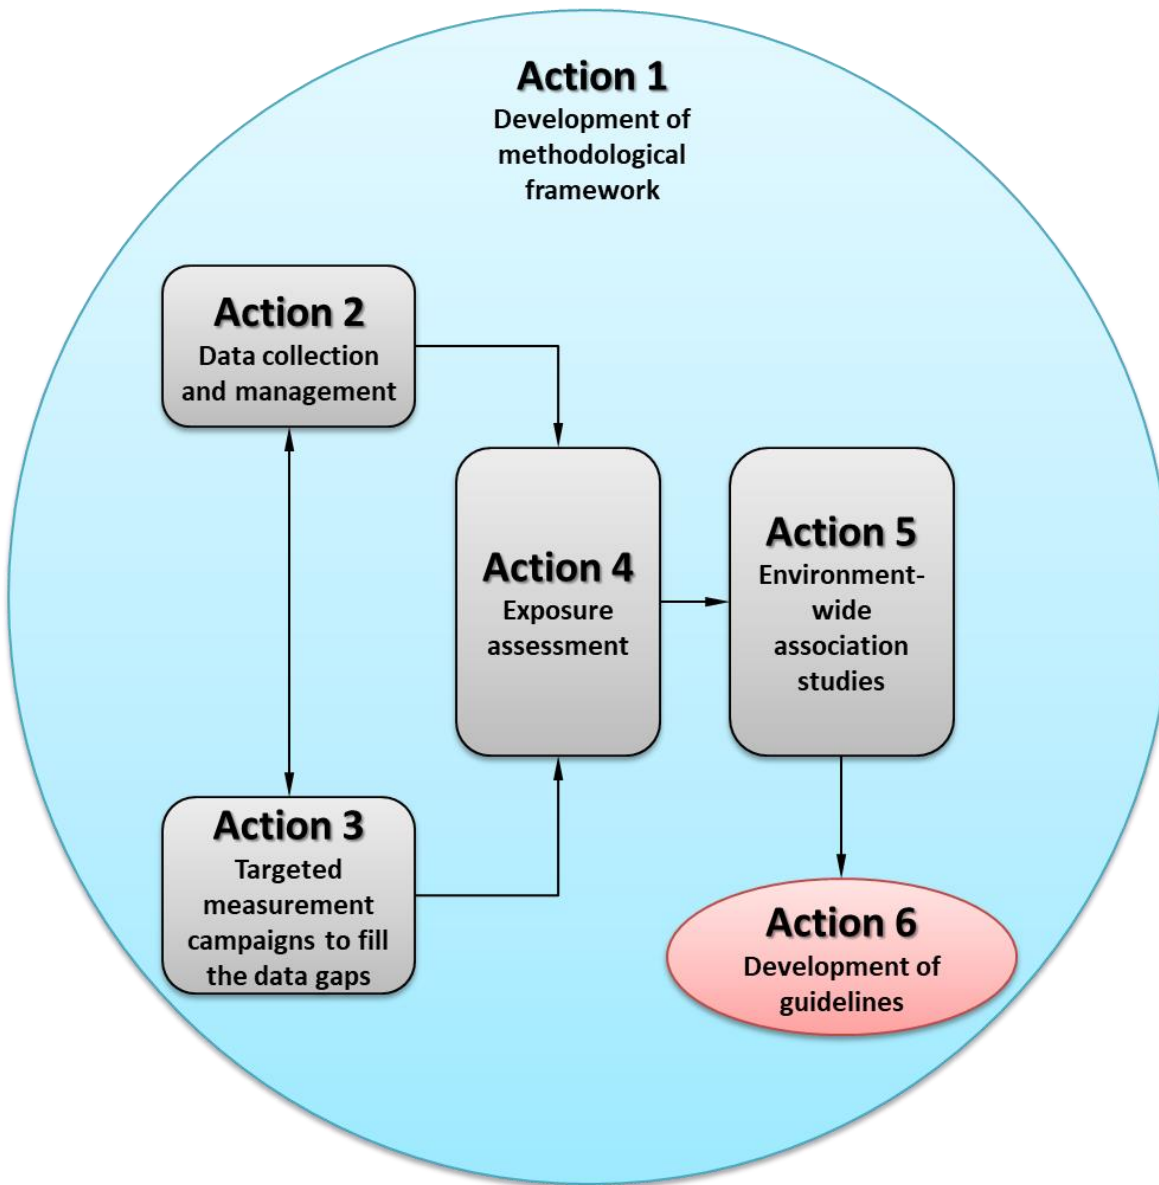 Action 1
Development of
methodological
framework
Action 2
Data collection
and management
Action 3
Targeted
measurement
campaigns to fill
the data gaps
Action 4
Exposure
assessment
Action 5
Environment-
wide
association
studies
Action 6
Development of
guidelines